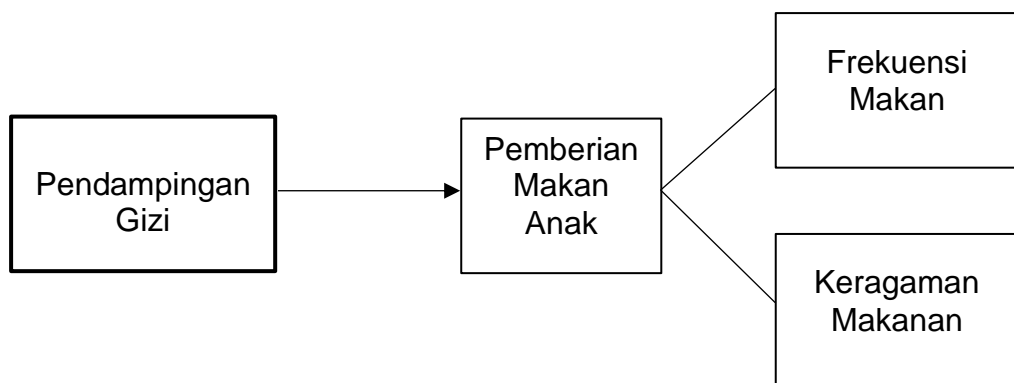 Pendampingan
Gizi
Pemberian
Makan
Anak
Frekuensi
Makan
Keragaman
Makanan